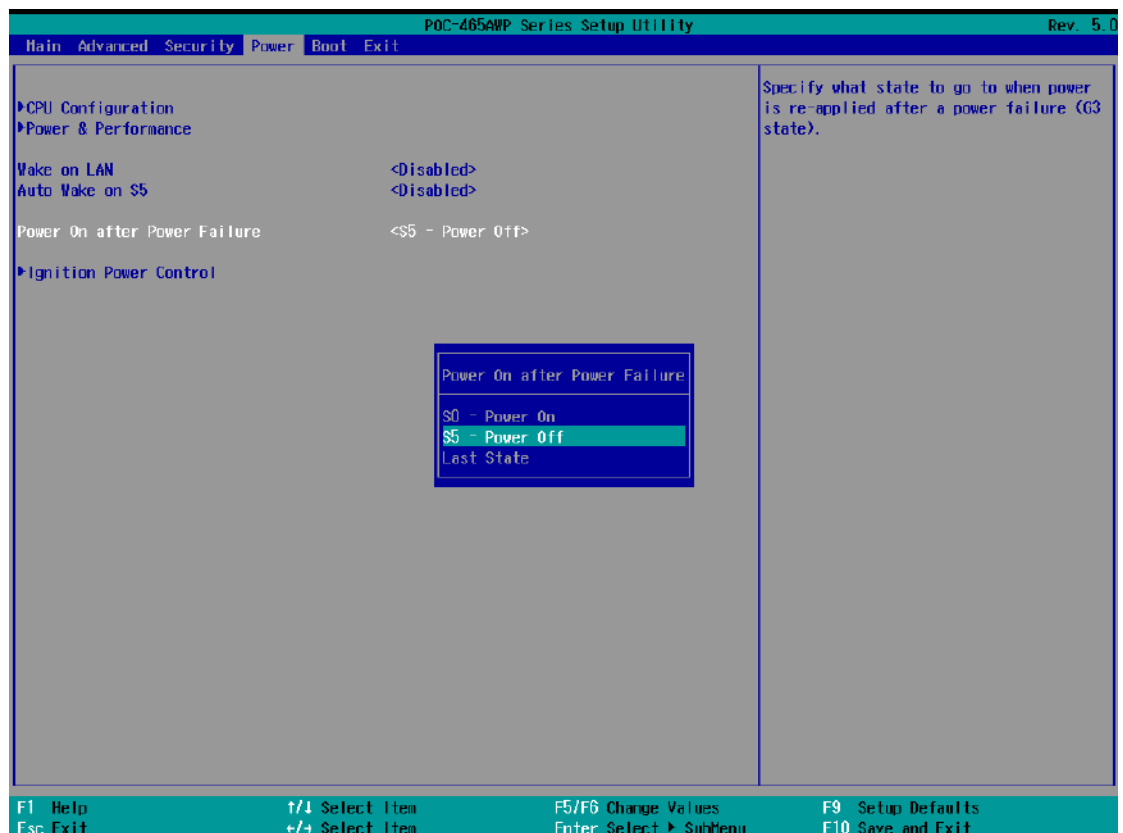 POC-465AWP Series Setup Utility Rev. 5.0
Main Advanced Security Power Boot Exit
Specify what state to go to when power
is re-applied after a power failure (G3
state).
▶CPU Configuration
▶Power & Performance
Wake on LAN <Disabled>
Auto Wake on S5 <Disabled>
Power On after Power Failure <S5 - Power Off>
▶Ignition Power Control
Power On after Power Failure
S0 - Power On
S5 - Power Off
Last State
F1 Help ↑/↓ Select Item F5/F6 Change Values F9 Setup Defaults
Esc Exit ←/→ Select Item Enter Select ▶ SubMenu F10 Save and Exit